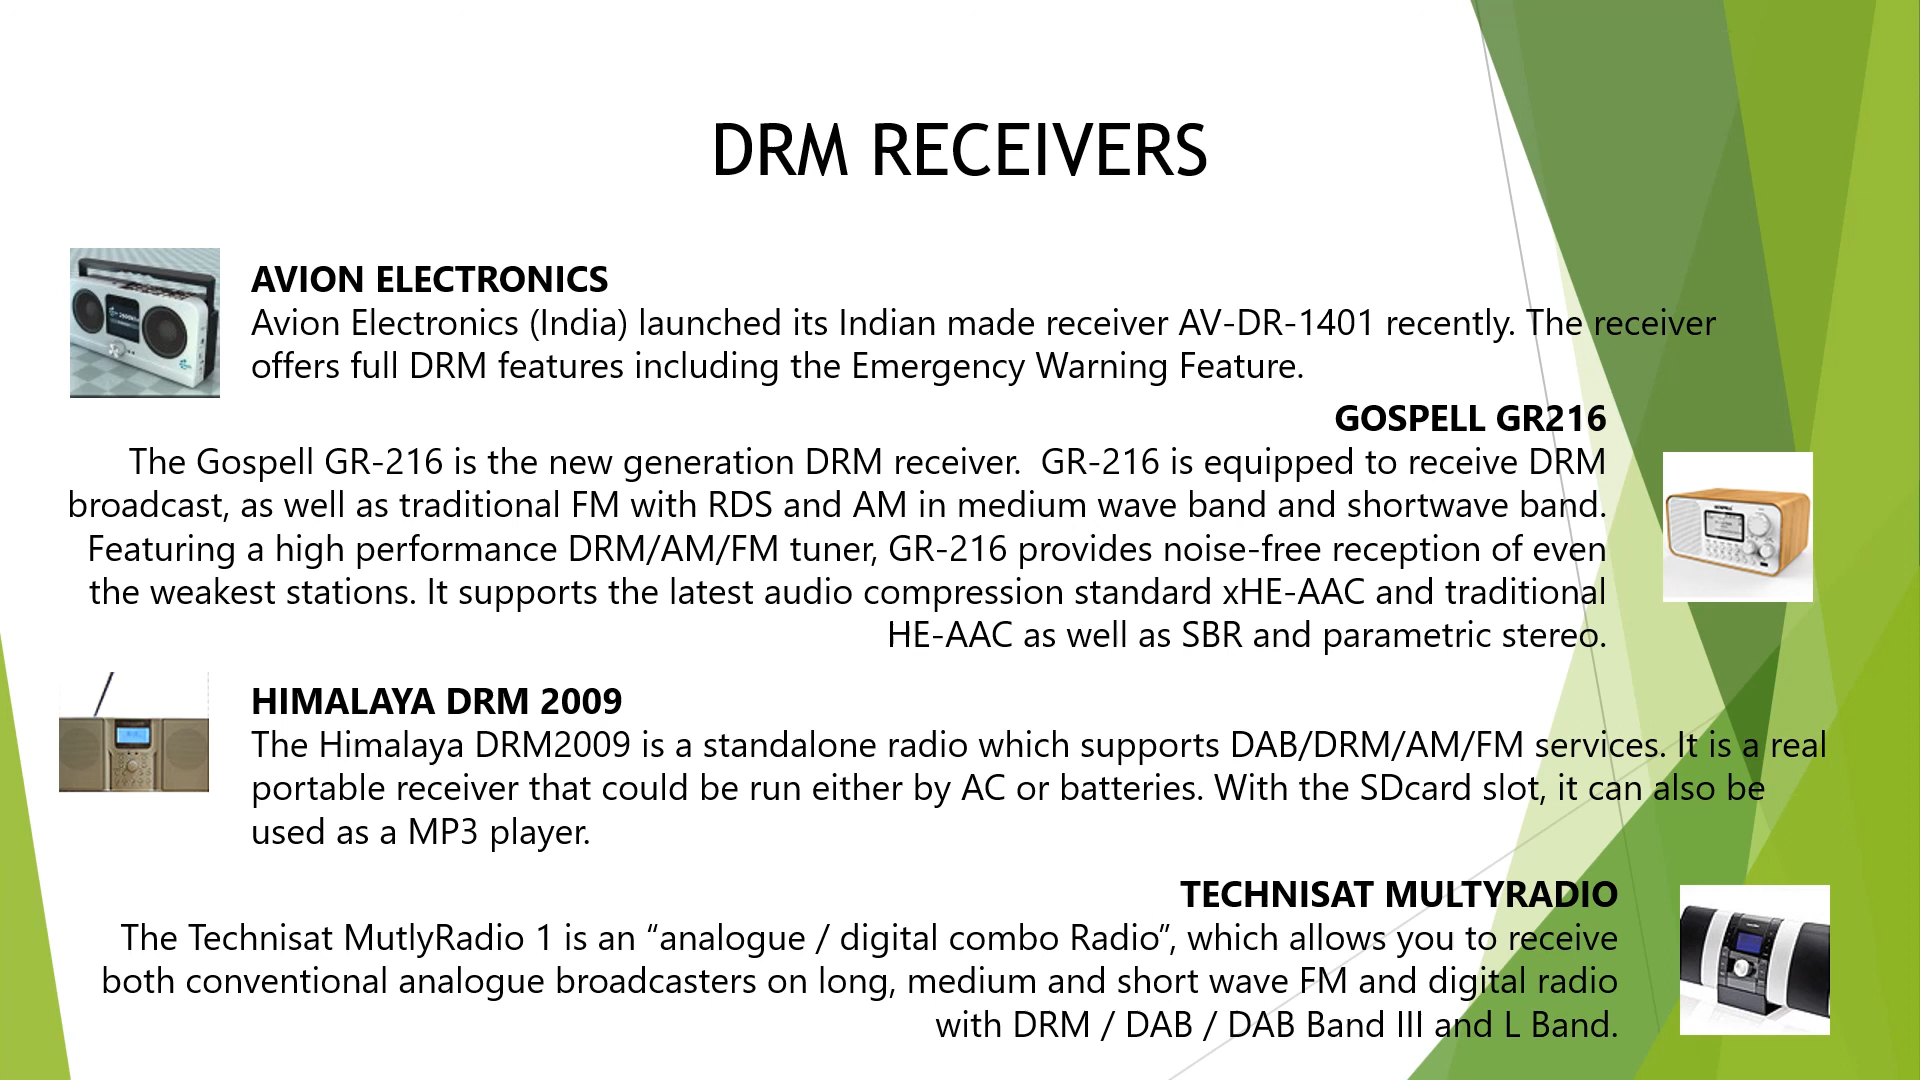 DRM RECEIVERS
AVION ELECTRONICS
Avion Electronics (India) launched its Indian made receiver AV-DR-1401 recently. The receiver
offers full DRM features including the Emergency Warning Feature.
GOSPELL GR216
The Gospell GR-216 is the new generation DRM receiver.  GR-216 is equipped to receive DRM
broadcast, as well as traditional FM with RDS and AM in medium wave band and shortwave band.
Featuring a high performance DRM/AM/FM tuner, GR-216 provides noise-free reception of even
the weakest stations. It supports the latest audio compression standard xHE-AAC and traditional
HE-AAC as well as SBR and parametric stereo.
HIMALAYA DRM 2009
The Himalaya DRM2009 is a standalone radio which supports DAB/DRM/AM/FM services. It is a real
portable receiver that could be run either by AC or batteries. With the SDcard slot, it can also be
used as a MP3 player.
TECHNISAT MULTYRADIO
The Technisat MutlyRadio 1 is an “analogue / digital combo Radio”, which allows you to receive
both conventional analogue broadcasters on long, medium and short wave FM and digital radio
with DRM / DAB / DAB Band III and L Band.